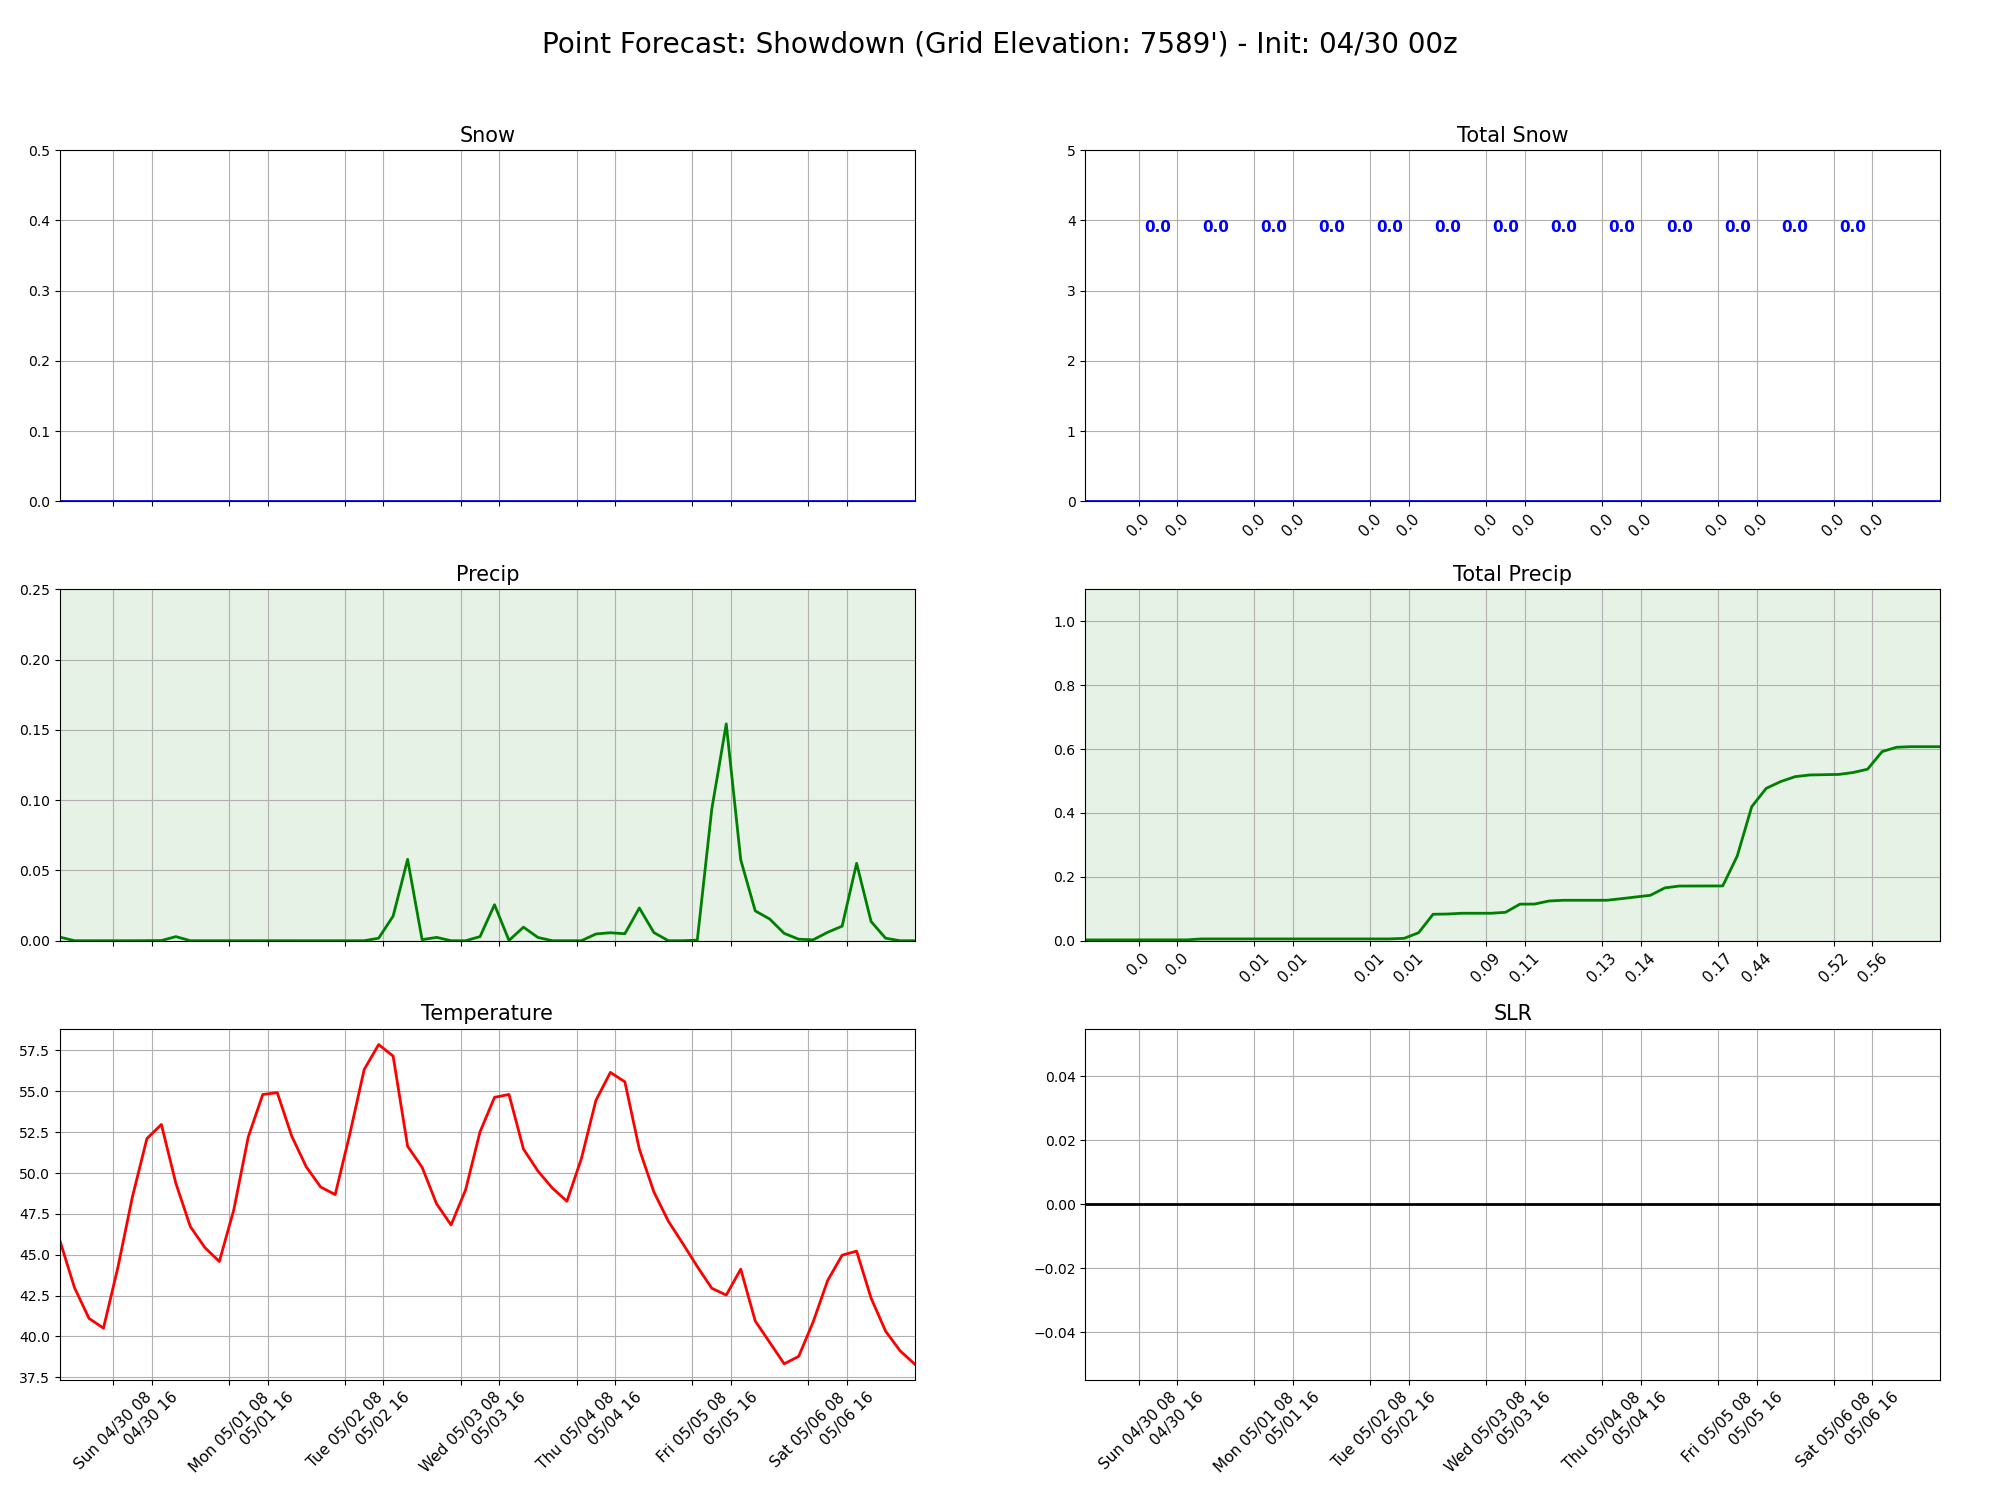 Point Forecast: Showdown (Grid Elevation: 7589') - Init: 04/30 00z
Snow
0.5
0.4
0.3
0.2
0.1
0.0
Total Snow
5
4
3
2
1
0
0.0 0.0 0.0 0.0 0.0 0.0 0.0 0.0 0.0 0.0 0.0 0.0 0.0
0.0 0.0 0.0 0.0 0.0 0.0 0.0 0.0 0.0 0.0 0.0 0.0 0.0 0.0
Precip
0.25
0.20
0.15
0.10
0.05
0.00
Total Precip
1.0
0.8
0.6
0.4
0.2
0.0
0.0 0.0 0.01 0.01 0.01 0.01 0.09 0.11 0.13 0.14 0.17 0.44 0.52 0.56
Temperature
57.5
55.0
52.5
50.0
47.5
45.0
42.5
40.0
37.5
Sun 04/30 08
04/30 16
Mon 05/01 08
05/01 16
Tue 05/02 08
05/02 16
Wed 05/03 08
05/03 16
Thu 05/04 08
05/04 16
Fri 05/05 08
05/05 16
Sat 05/06 08
05/06 16
SLR
0.04
0.02
0.00
−0.02
−0.04
Sun 04/30 08
04/30 16
Mon 05/01 08
05/01 16
Tue 05/02 08
05/02 16
Wed 05/03 08
05/03 16
Thu 05/04 08
05/04 16
Fri 05/05 08
05/05 16
Sat 05/06 08
05/06 16